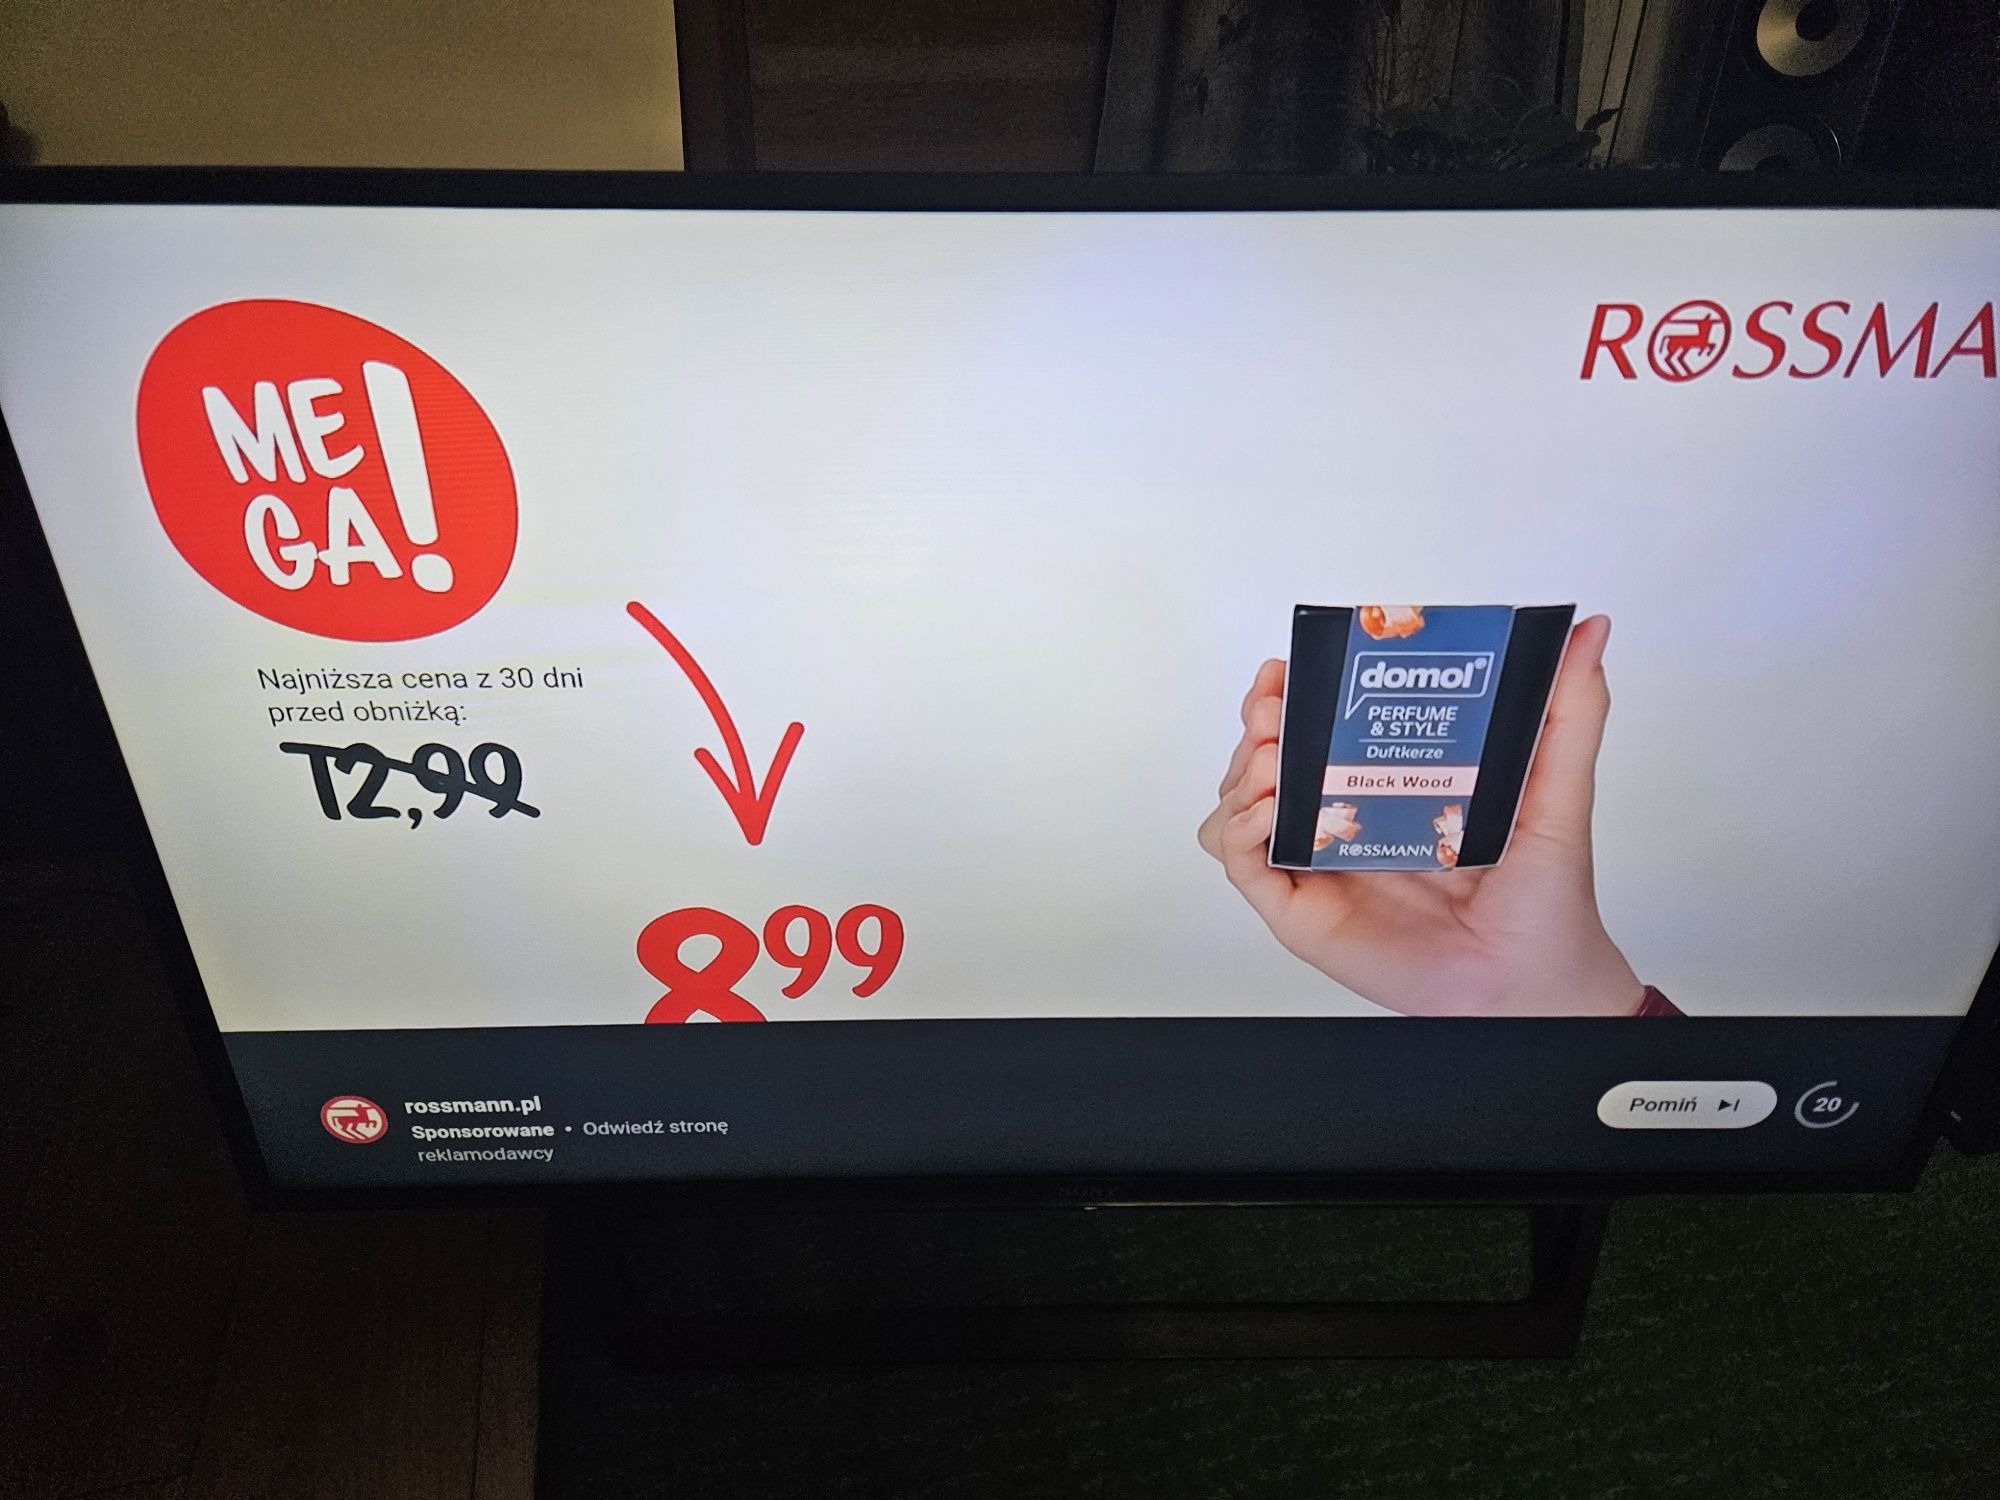 ME
GA!
ROSSMA
Najniższa cena z 30 dni
przed obniżką:
12,99
8 99
domol®
PERFUME
& STYLE
Duftkerze
Black Wood
ROSSMANN
rossmann.pl
Sponsorowane • Odwiedź stronę
reklamodawcy
Pomiń
20
SONY